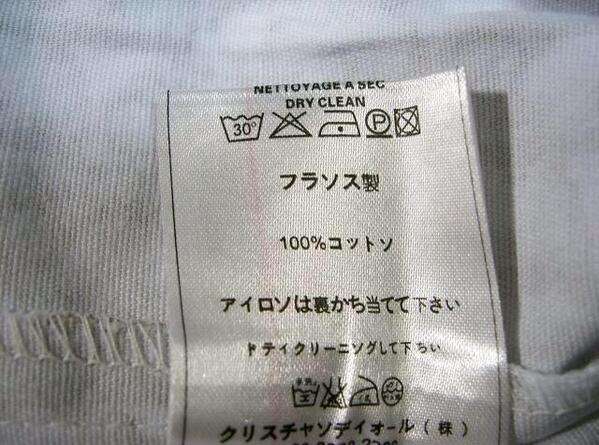 NETTOYAGE A SEC
DRY CLEAN
30° P
フラソス製
100%コットソ
アイロソは裏かち当てて下さい
ドテイクリーニングして下ちい
クリスチャソデイオール(株)